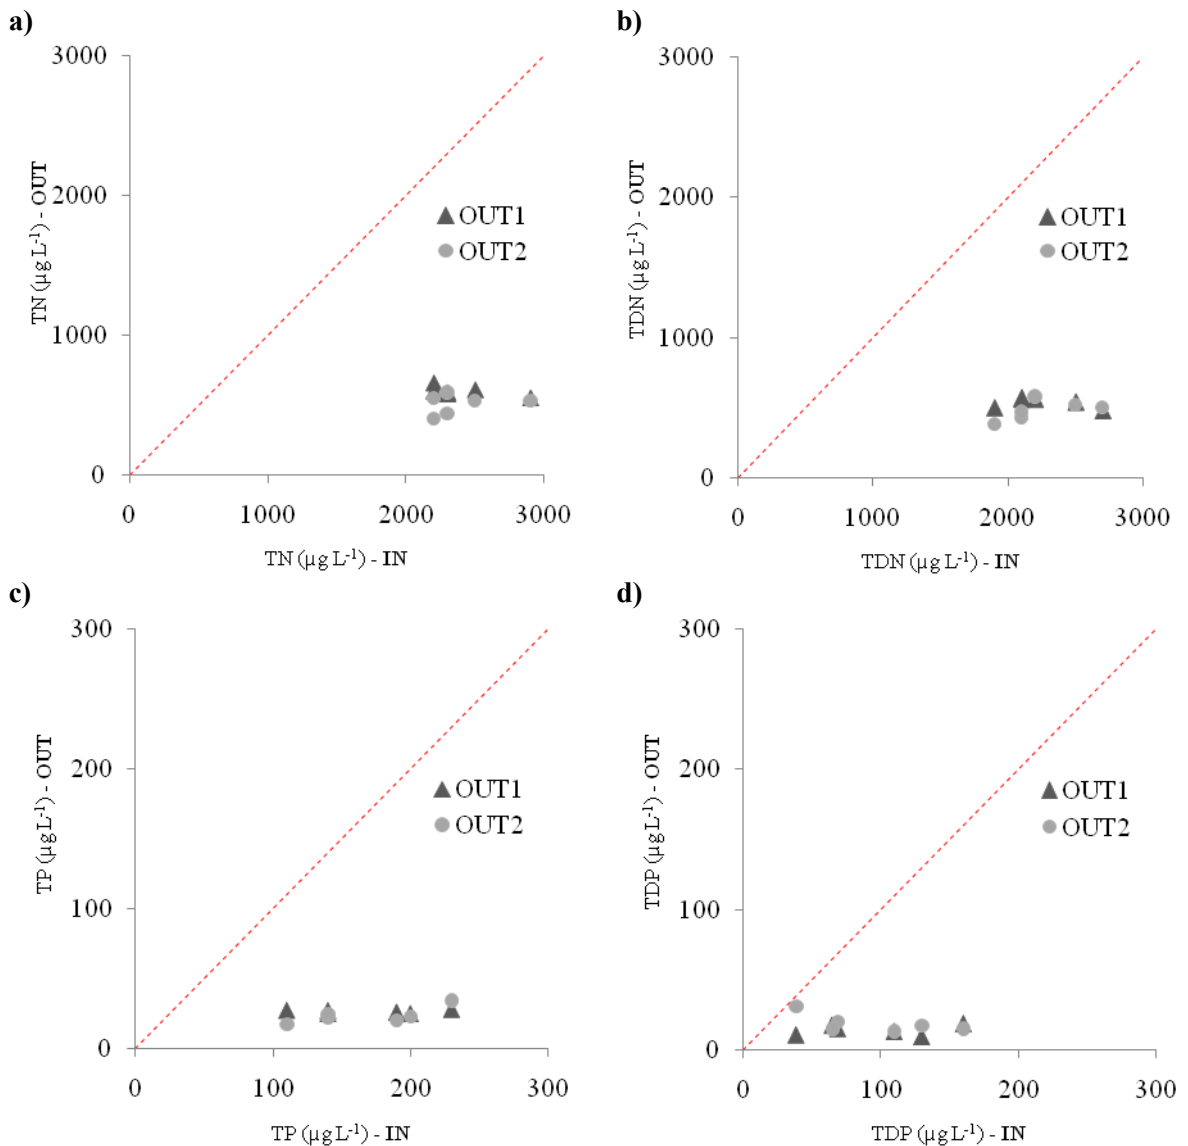 a)
3000
2000
1000
0
TN (µg L⁻¹) - OUT
OUT1
OUT2
0 1000 2000 3000
TN (µg L⁻¹) - IN
b)
3000
2000
1000
0
TDN (µg L⁻¹) - OUT
OUT1
OUT2
0 1000 2000 3000
TDN (µg L⁻¹) - IN
c)
300
200
100
0
TP (µg L⁻¹) - OUT
OUT1
OUT2
0 100 200 300
TP (µg L⁻¹) - IN
d)
300
200
100
0
TDP (µg L⁻¹) - OUT
OUT1
OUT2
0 100 200 300
TDP (µg L⁻¹) - IN